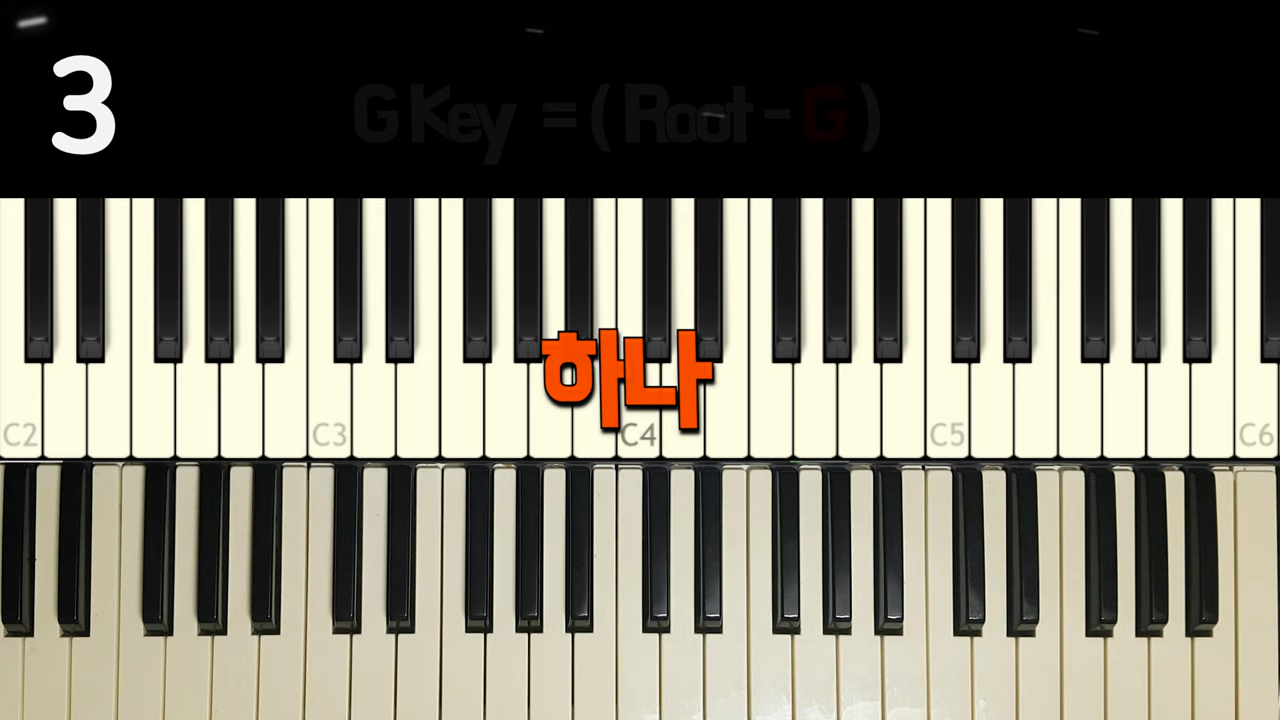 3
G Key = ( Root - G )
하나
C2 C3 C4 C5 C6